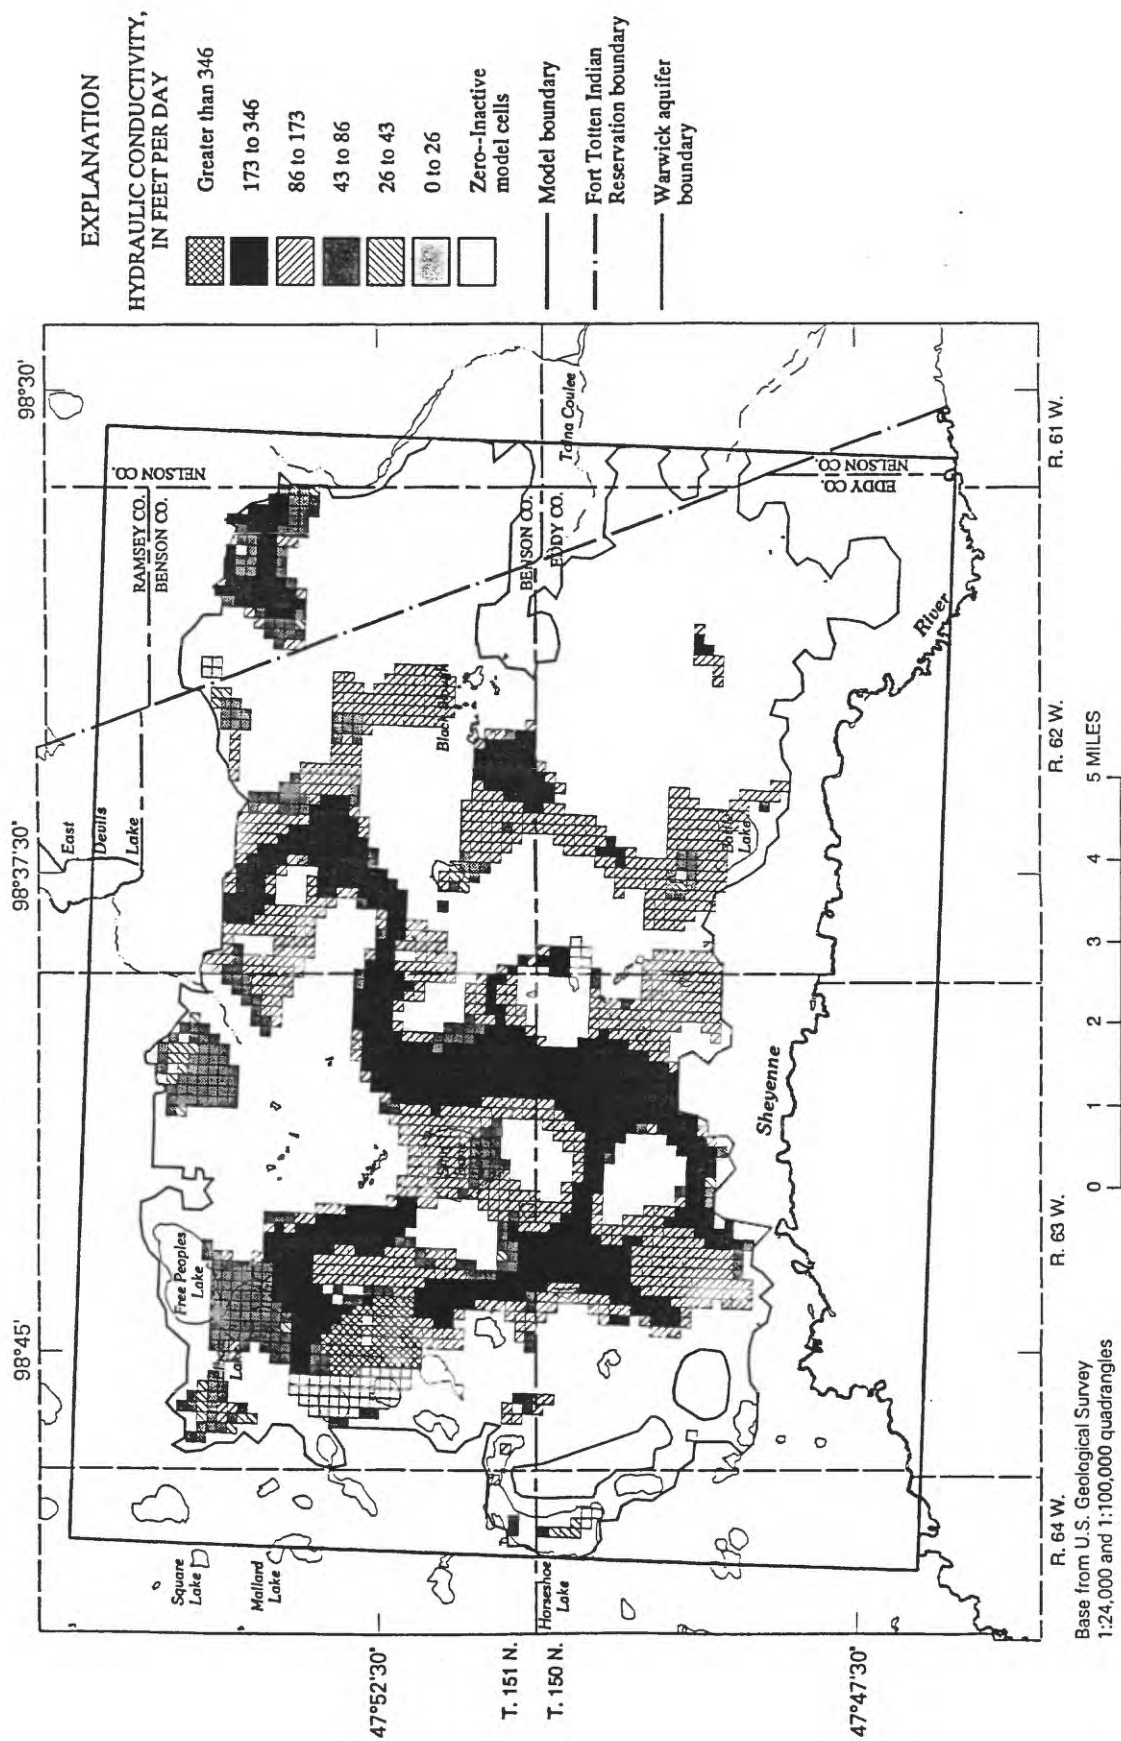 EXPLANATION
HYDRAULIC CONDUCTIVITY,
IN FEET PER DAY
Greater than 346
173 to 346
86 to 173
43 to 86
26 to 43
0 to 26
Zero--Inactive
model cells
Model boundary
Fort Totten Indian
Reservation boundary
Warwick aquifer
boundary
98°45'
98°37'30"
98°30'
47°52'30"
T. 151 N.
T. 150 N.
47°47'30"
East
Devils
Lake
RAMSEY CO.
BENSON CO.
NELSON CO.
Square
Lake
Mallard
Lake
Free Peoples
Lake
Lake
Horseshoe
Lake
Black
BENSON CO.
EDDY CO.
Tolna Coulee
Lake
NELSON CO.
EDDY CO.
Sheyenne
River
R. 64 W.
R. 63 W.
R. 62 W.
R. 61 W.
Base from U.S. Geological Survey
1:24,000 and 1:100,000 quadrangles
0 1 2 3 4 5 MILES